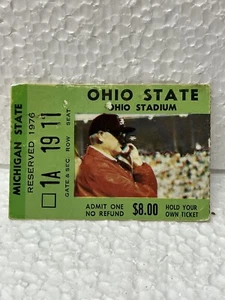 MICHIGAN STATE
RESERVED 1976
1A 19 11
GATE & SEC. ROW SEAT
OHIO STATE
OHIO STADIUM
ADMIT ONE
NO REFUND
$8.00
HOLD YOUR
OWN TICKET